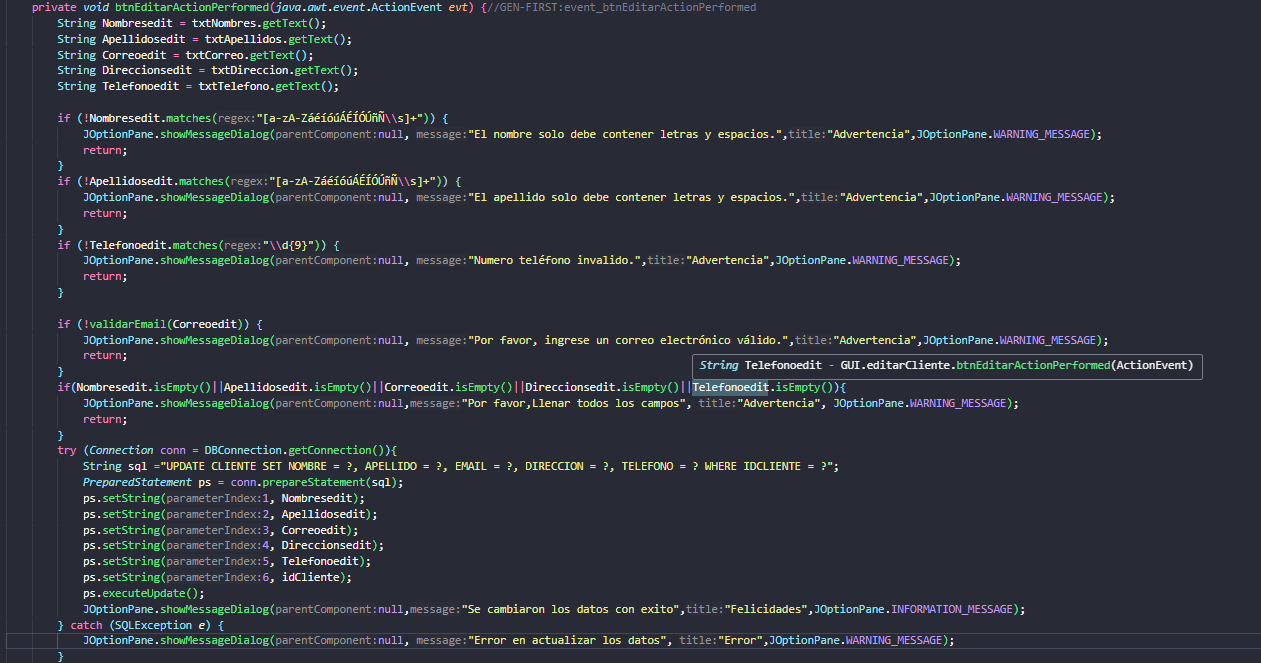 private void btnEditarActionPerformed(java.awt.event.ActionEvent evt) {//GEN-FIRST:event_btnEditarActionPerformed
String Nombresedit = txtNombres.getText();
String Apellidosedit = txtApellidos.getText();
String Correoedit = txtCorreo.getText();
String Direccionsedit = txtDireccion.getText();
String Telefonoedit = txtTelefono.getText();
if (!Nombresedit.matches(regex:"[a-zA-ZáéíóúÁÉÍÓÚñÑ\\s]+")) {
JOptionPane.showMessageDialog(parentComponent:null, message:"El nombre solo debe contener letras y espacios.",title:"Advertencia",JOptionPane.WARNING_MESSAGE);
return;
}
if (!Apellidosedit.matches(regex:"[a-zA-ZáéíóúÁÉÍÓÚñÑ\\s]+")) {
JOptionPane.showMessageDialog(parentComponent:null, message:"El apellido solo debe contener letras y espacios.",title:"Advertencia",JOptionPane.WARNING_MESSAGE);
return;
}
if (!Telefonoedit.matches(regex:"\\d{9}")) {
JOptionPane.showMessageDialog(parentComponent:null, message:"Numero teléfono invalido.",title:"Advertencia",JOptionPane.WARNING_MESSAGE);
return;
}
if (!validarEmail(Correoedit)) {
JOptionPane.showMessageDialog(parentComponent:null, message:"Por favor, ingrese un correo electrónico válido.",title:"Advertencia",JOptionPane.WARNING_MESSAGE);
return;
}
String Telefonoedit - GUI.editarCliente.btnEditarActionPerformed(ActionEvent)
if(Nombresedit.isEmpty()||Apellidosedit.isEmpty()||Correoedit.isEmpty()||Direccionsedit.isEmpty()||Telefonoedit.isEmpty()){
JOptionPane.showMessageDialog(parentComponent:null,message:"Por favor,Llenar todos los campos", title:"Advertencia", JOptionPane.WARNING_MESSAGE);
return;
}
try (Connection conn = DBConnection.getConnection()){
String sql ="UPDATE CLIENTE SET NOMBRE = ?, APELLIDO = ?, EMAIL = ?, DIRECCION = ?, TELEFONO = ? WHERE IDCLIENTE = ?";
PreparedStatement ps = conn.prepareStatement(sql);
ps.setString(parameterIndex:1, Nombresedit);
ps.setString(parameterIndex:2, Apellidosedit);
ps.setString(parameterIndex:3, Correoedit);
ps.setString(parameterIndex:4, Direccionsedit);
ps.setString(parameterIndex:5, Telefonoedit);
ps.setString(parameterIndex:6, idCliente);
ps.executeUpdate();
JOptionPane.showMessageDialog(parentComponent:null,message:"Se cambiaron los datos con exito",title:"Felicidades",JOptionPane.INFORMATION_MESSAGE);
} catch (SQLException e) {
JOptionPane.showMessageDialog(parentComponent:null, message:"Error en actualizar los datos", title:"Error",JOptionPane.WARNING_MESSAGE);
}